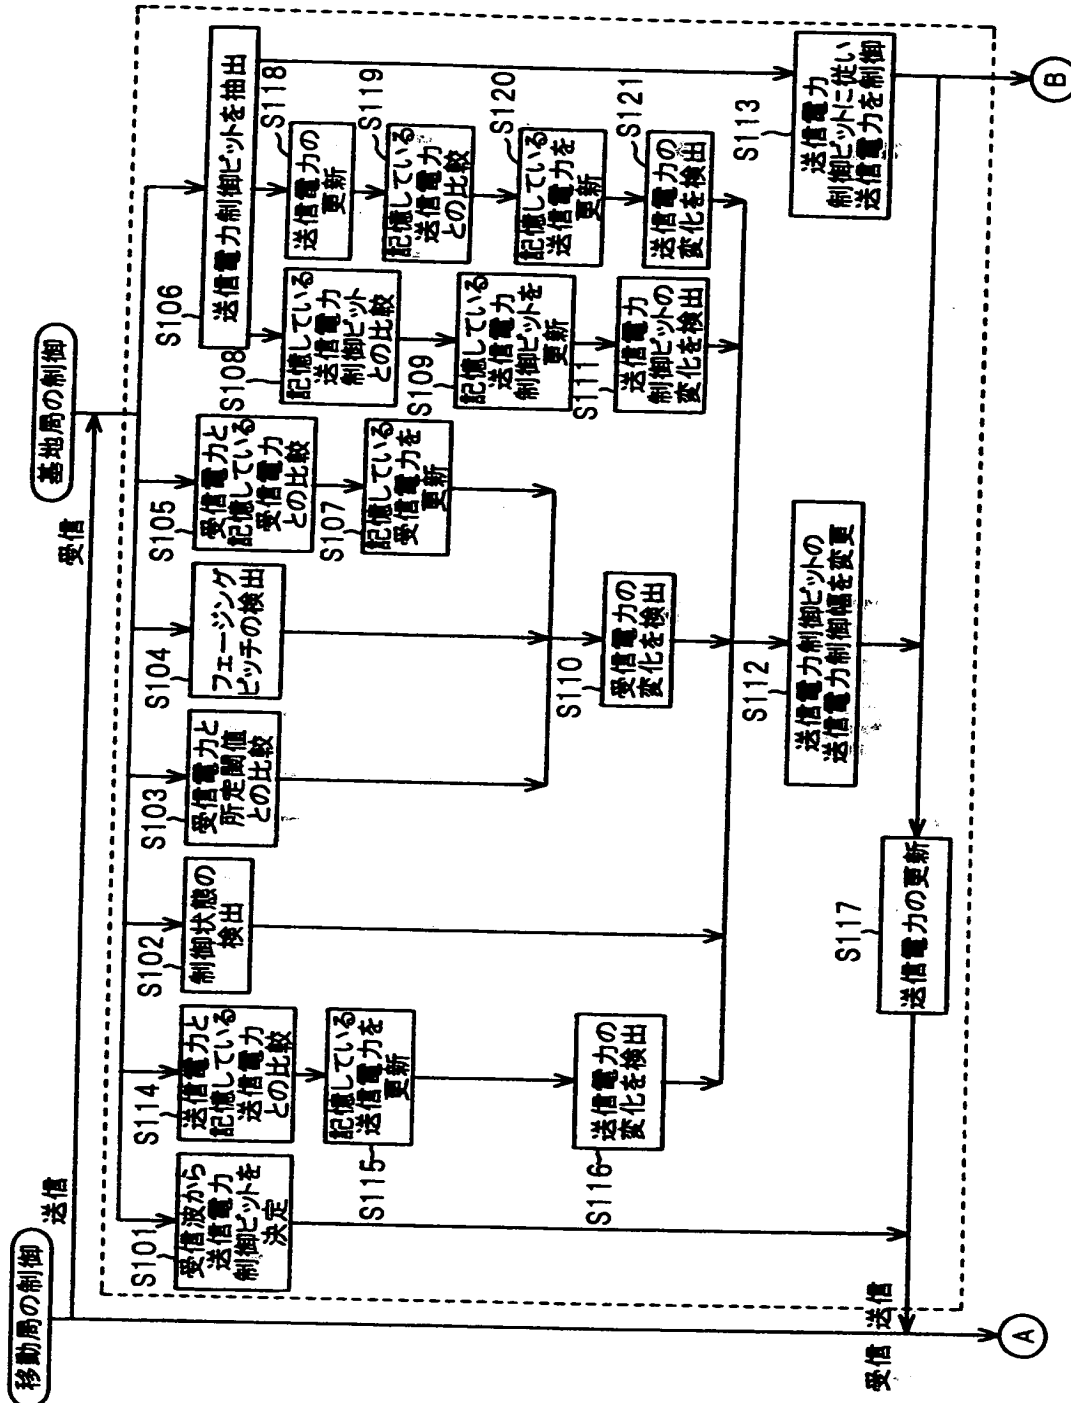 移動局の制御
送信
基地局の制御
受信
S101
受信波から
送信電力
制御ビットを
決定
S114
送信電力と
記憶している
送信電力
との比較
S115
記憶している
送信電力を
更新
S116
送信電力の
変化を検出
S102
制御状態の
検出
S103
受信電力と
所定閾値
との比較
S104
フェージング
ピッチの検出
S105
受信電力と
記憶している
受信電力
との比較
S107
記憶している
受信電力を
更新
S110
受信電力の
変化を検出
S106
送信電力制御ビットを抽出
S108
記憶している
送信電力
制御ビット
との比較
S109
記憶している
送信電力
制御ビットを
更新
S111
送信電力
制御ビットの
変化を検出
S118
送信電力の
更新
S119
記憶している
送信電力
との比較
S120
記憶している
送信電力を
更新
S121
送信電力の
変化を検出
S112
送信電力制御ビットの
送信電力制御幅を変更
S113
送信電力
制御ビットに従い
送信電力を制御
S117
送信電力の更新
送信
受信
A
B